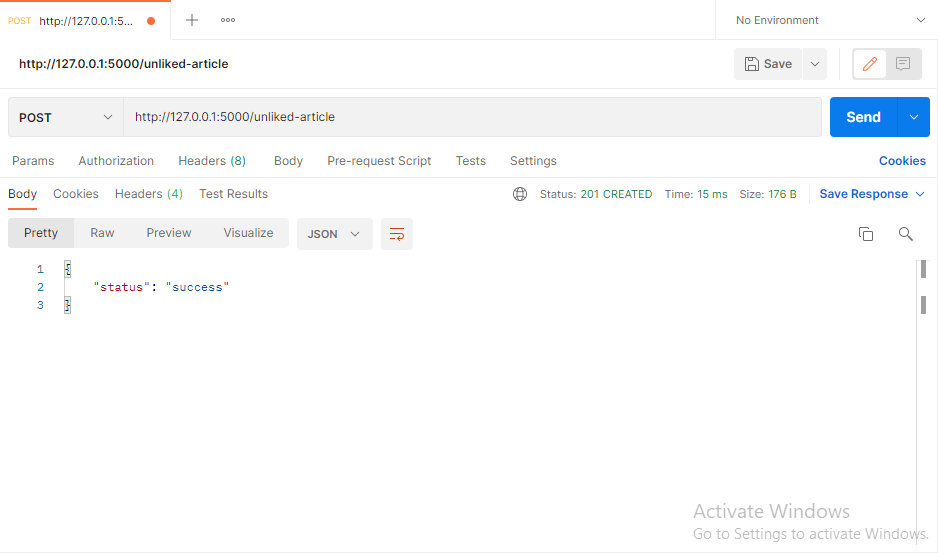 POST http://127.0.0.1:5... No Environment
http://127.0.0.1:5000/unliked-article Save
POST http://127.0.0.1:5000/unliked-article Send
Params Authorization Headers (8) Body Pre-request Script Tests Settings Cookies
Body Cookies Headers (4) Test Results Status: 201 CREATED Time: 15 ms Size: 176 B Save Response
Pretty Raw Preview Visualize JSON
1 {
2 "status": "success"
3 }
Activate Windows
Go to Settings to activate Windows.